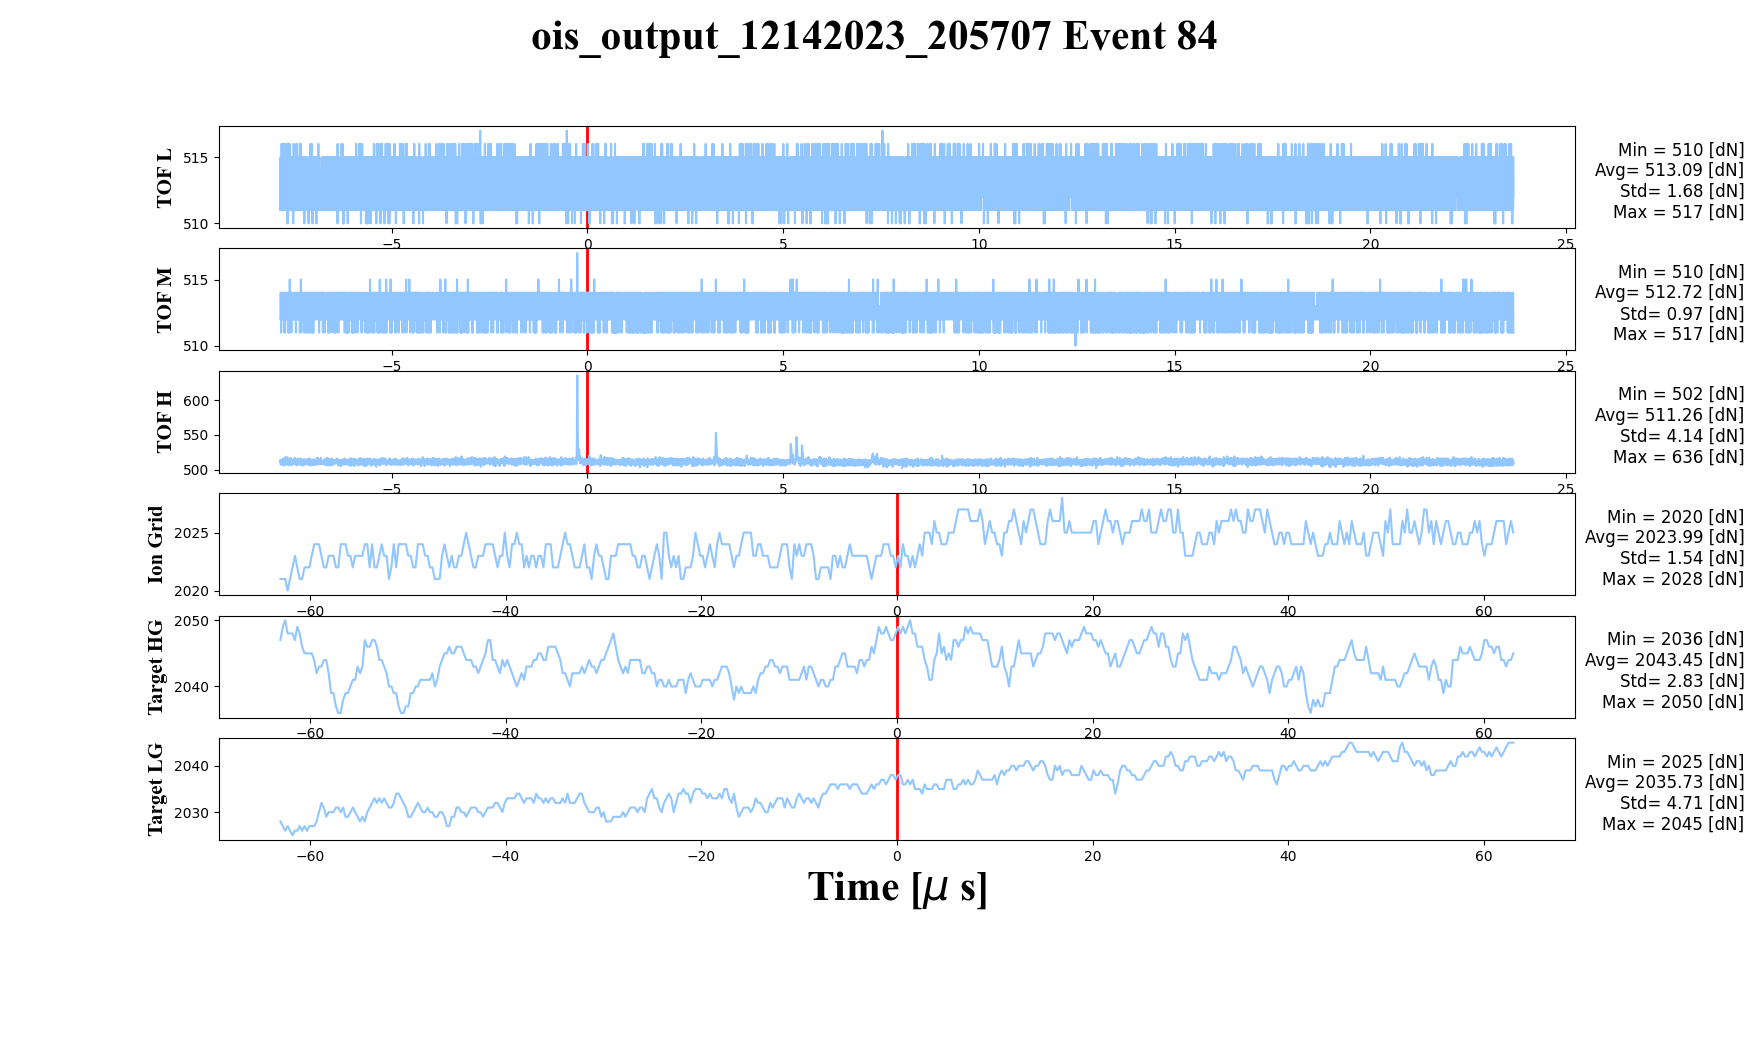 ois_output_12142023_205707 Event 84
TOF L
515
510
−5 0 5 10 15 20 25
Min = 510 [dN]
Avg= 513.09 [dN]
Std= 1.68 [dN]
Max = 517 [dN]
TOF M
515
510
−5 0 5 10 15 20 25
Min = 510 [dN]
Avg= 512.72 [dN]
Std= 0.97 [dN]
Max = 517 [dN]
TOF H
600
550
500
−5 0 5 10 15 20 25
Min = 502 [dN]
Avg= 511.26 [dN]
Std= 4.14 [dN]
Max = 636 [dN]
Ion Grid
2025
2020
−60 −40 −20 0 20 40 60
Min = 2020 [dN]
Avg= 2023.99 [dN]
Std= 1.54 [dN]
Max = 2028 [dN]
Target HG
2050
2040
−60 −40 −20 0 20 40 60
Min = 2036 [dN]
Avg= 2043.45 [dN]
Std= 2.83 [dN]
Max = 2050 [dN]
Target LG
2040
2030
−60 −40 −20 0 20 40 60
Min = 2025 [dN]
Avg= 2035.73 [dN]
Std= 4.71 [dN]
Max = 2045 [dN]
Time [μ s]